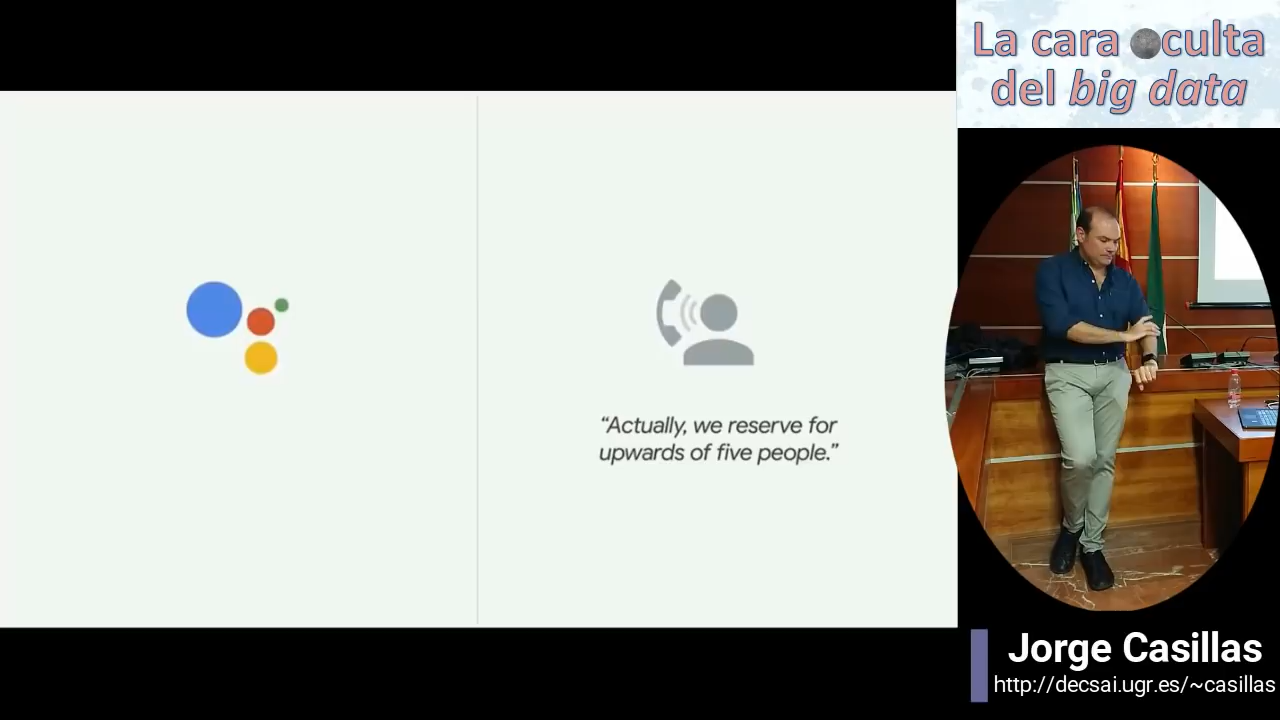 La cara oculta
del big data
“Actually, we reserve for
upwards of five people.”
Jorge Casillas
http://decsai.ugr.es/~casillas